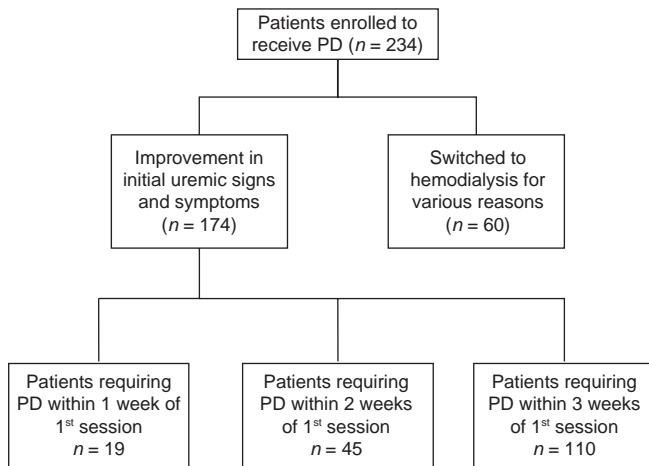 Patients enrolled to
receive PD (n = 234)
Improvement in
initial uremic signs
and symptoms
(n = 174)
Switched to
hemodialysis for
various reasons
(n = 60)
Patients requiring
PD within 1 week of
1st session
n = 19
Patients requiring
PD within 2 weeks
of 1st session
n = 45
Patients requiring
PD within 3 weeks
of 1st session
n = 110